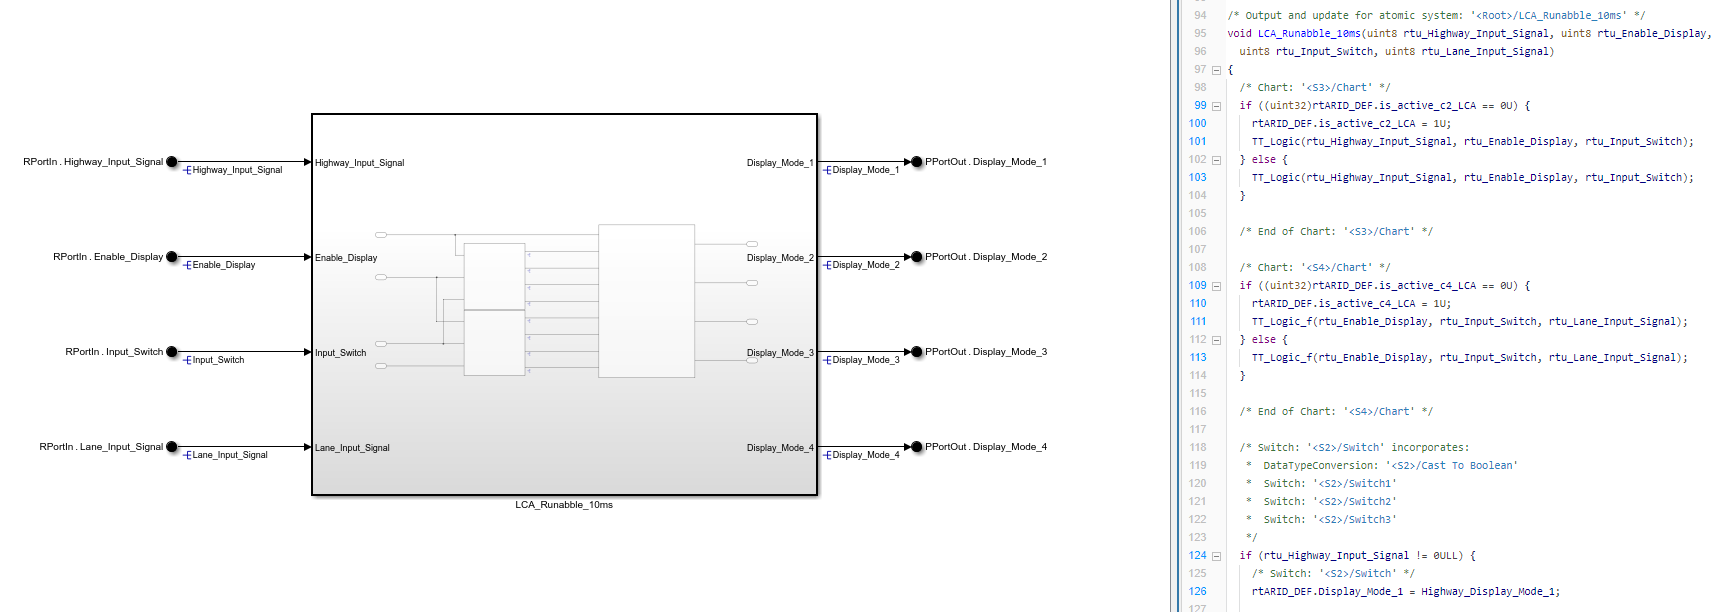 RPortIn . Highway_Input_Signal
Highway_Input_Signal
Highway_Input_Signal
Display_Mode_1
Display_Mode_1
PPortOut . Display_Mode_1
RPortIn . Enable_Display
Enable_Display
Enable_Display
Display_Mode_2
Display_Mode_2
PPortOut . Display_Mode_2
RPortIn . Input_Switch
Input_Switch
Input_Switch
Display_Mode_3
Display_Mode_3
PPortOut . Display_Mode_3
RPortIn . Lane_Input_Signal
Lane_Input_Signal
Lane_Input_Signal
Display_Mode_4
Display_Mode_4
PPortOut . Display_Mode_4
LCA_Runabble_10ms
94 /* Output and update for atomic system: '<Root>/LCA_Runabble_10ms' */
95 void LCA_Runabble_10ms(uint8 rtu_Highway_Input_Signal, uint8 rtu_Enable_Display,
96 uint8 rtu_Input_Switch, uint8 rtu_Lane_Input_Signal)
97 {
98 /* Chart: '<S3>/Chart' */
99 if ((uint32)rtARID_DEF.is_active_c2_LCA == 0U) {
100 rtARID_DEF.is_active_c2_LCA = 1U;
101 TT_Logic(rtu_Highway_Input_Signal, rtu_Enable_Display, rtu_Input_Switch);
102 } else {
103 TT_Logic(rtu_Highway_Input_Signal, rtu_Enable_Display, rtu_Input_Switch);
104 }
105
106 /* End of Chart: '<S3>/Chart' */
107
108 /* Chart: '<S4>/Chart' */
109 if ((uint32)rtARID_DEF.is_active_c4_LCA == 0U) {
110 rtARID_DEF.is_active_c4_LCA = 1U;
111 TT_Logic_f(rtu_Enable_Display, rtu_Input_Switch, rtu_Lane_Input_Signal);
112 } else {
113 TT_Logic_f(rtu_Enable_Display, rtu_Input_Switch, rtu_Lane_Input_Signal);
114 }
115
116 /* End of Chart: '<S4>/Chart' */
117
118 /* Switch: '<S2>/Switch' incorporates:
119 * DataTypeConversion: '<S2>/Cast To Boolean'
120 * Switch: '<S2>/Switch1'
121 * Switch: '<S2>/Switch2'
122 * Switch: '<S2>/Switch3'
123 */
124 if (rtu_Highway_Input_Signal != 0ULL) {
125 /* Switch: '<S2>/Switch' */
126 rtARID_DEF.Display_Mode_1 = Highway_Display_Mode_1;
127